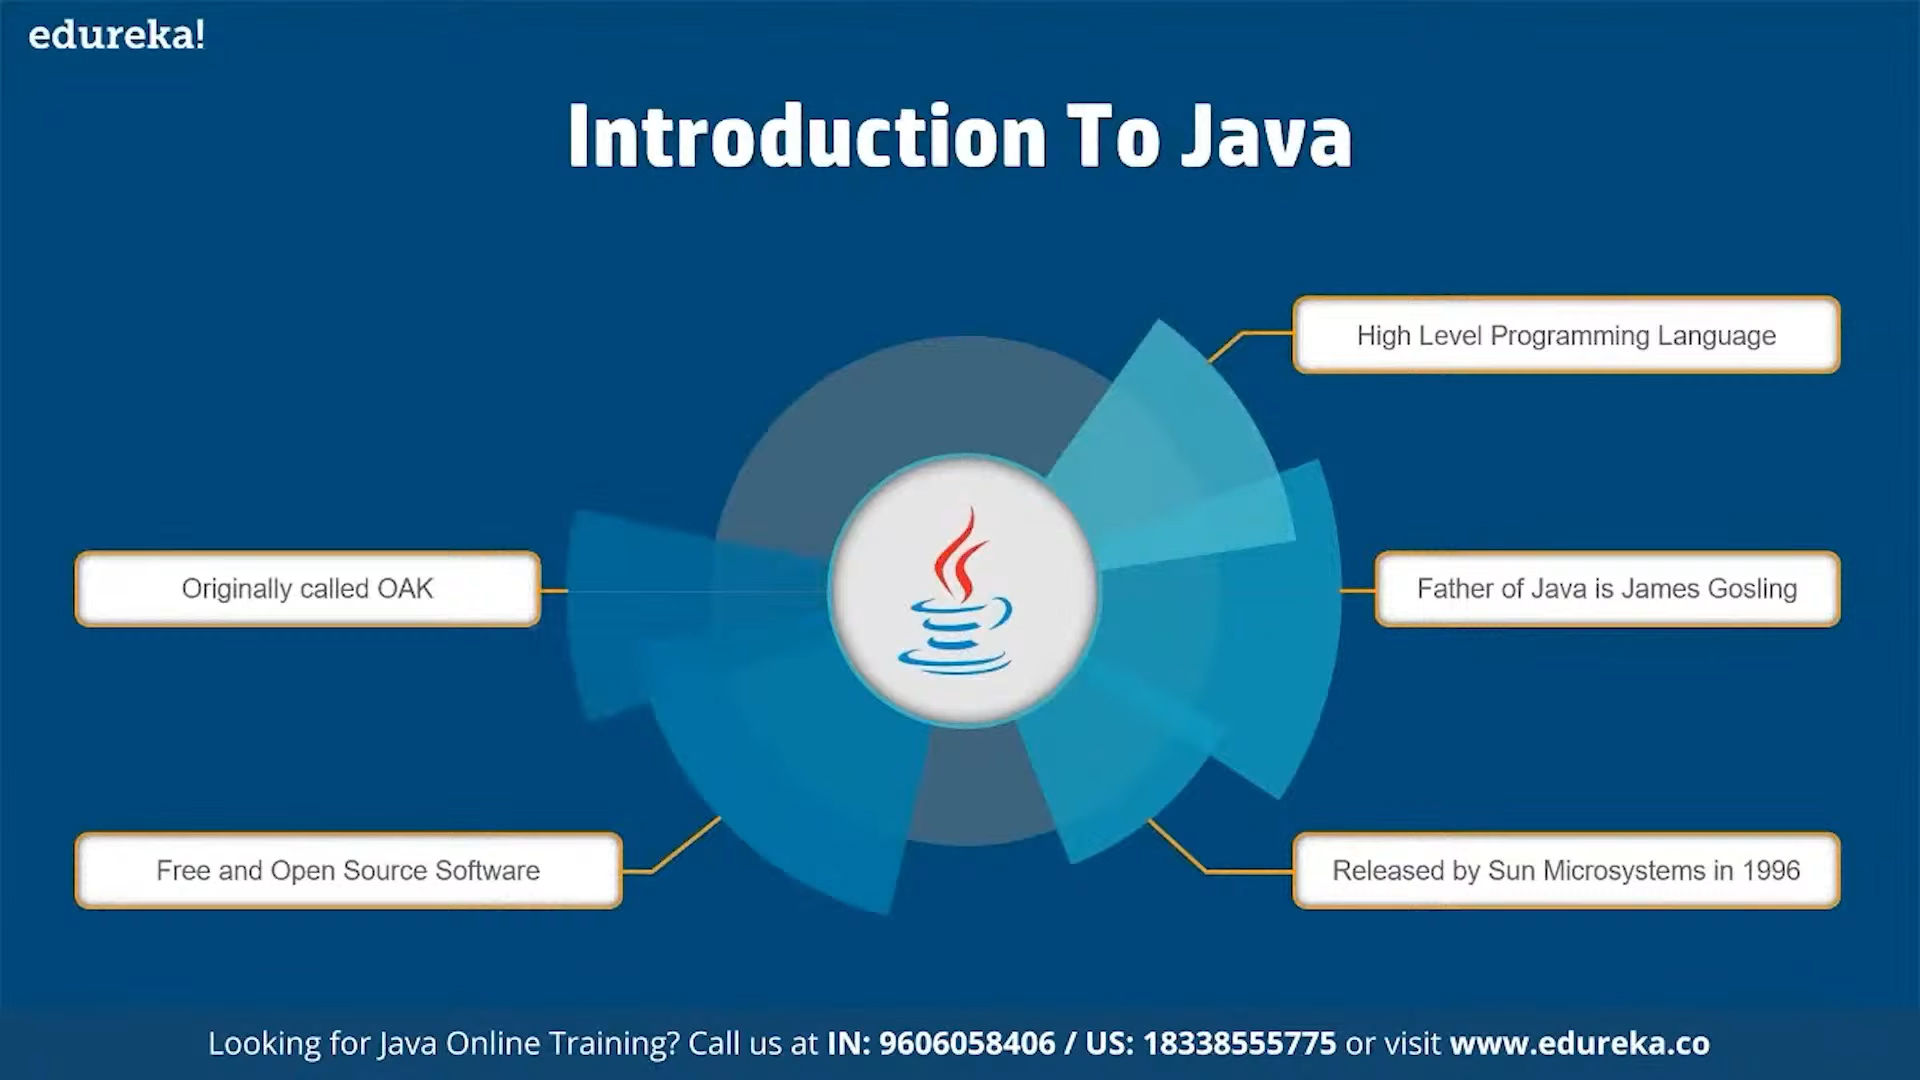 edureka!
Introduction To Java
High Level Programming Language
Originally called OAK
Father of Java is James Gosling
Free and Open Source Software
Released by Sun Microsystems in 1996
Looking for Java Online Training? Call us at IN: 9606058406 / US: 18338555775 or visit www.edureka.co